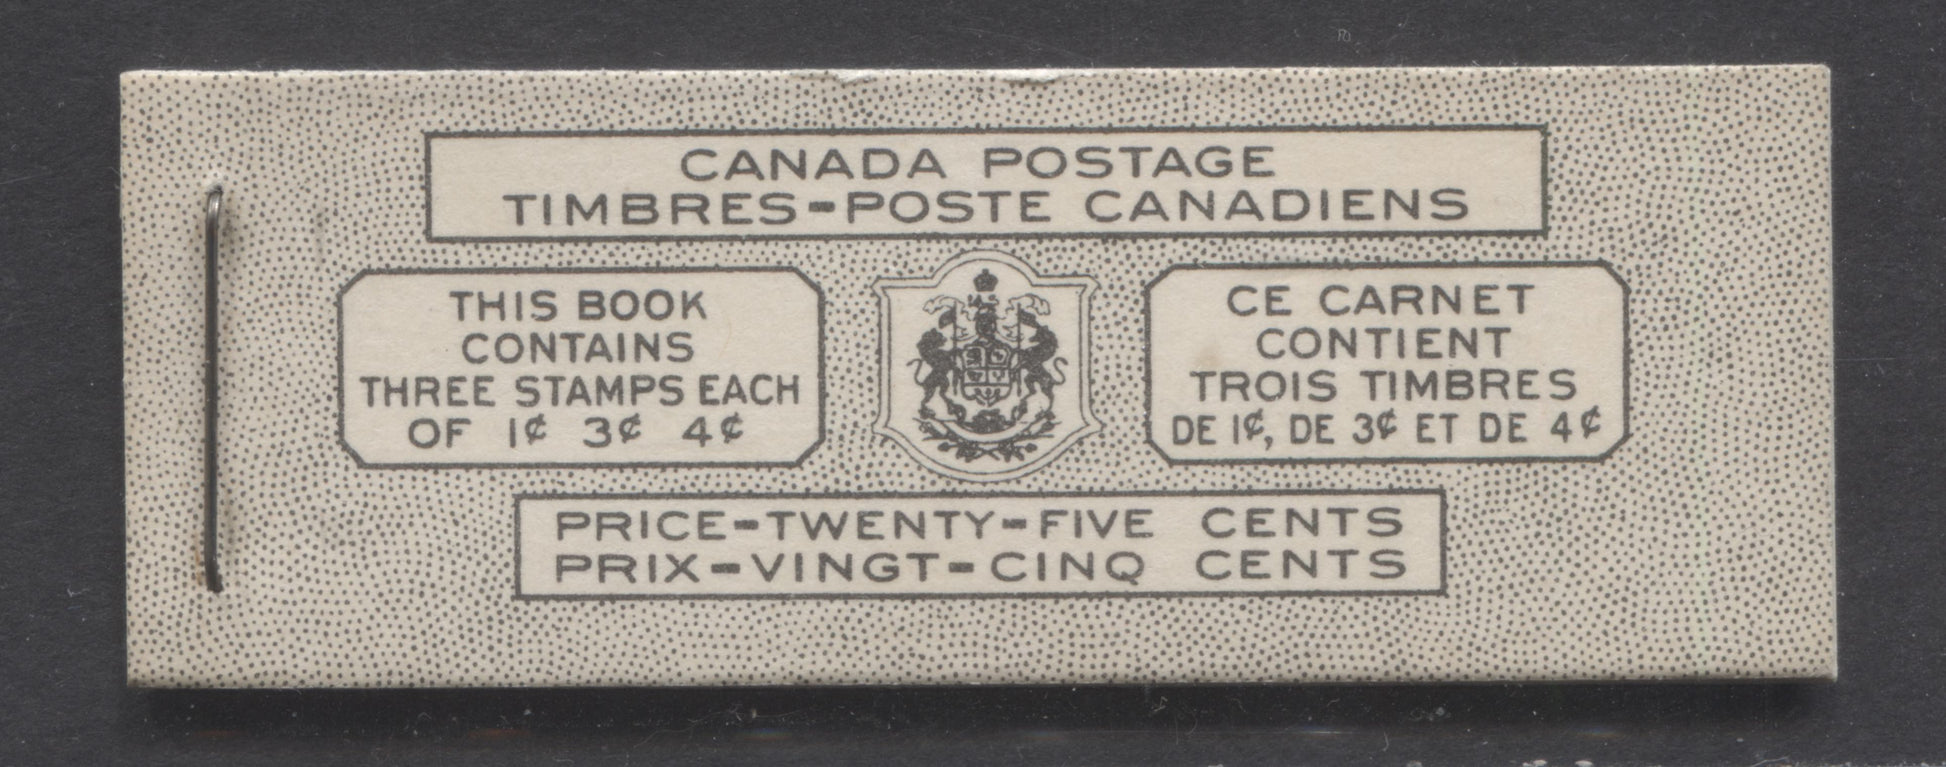 CANADA POSTAGE
TIMBRES-POSTE CANADIENS
THIS BOOK
CONTAINS
THREE STAMPS EACH
OF 1¢ 3¢ 4¢
CE CARNET
CONTIENT
TROIS TIMBRES
DE 1¢, DE 3¢ ET DE 4¢
PRICE-TWENTY-FIVE CENTS
PRIX-VINGT-CINQ CENTS